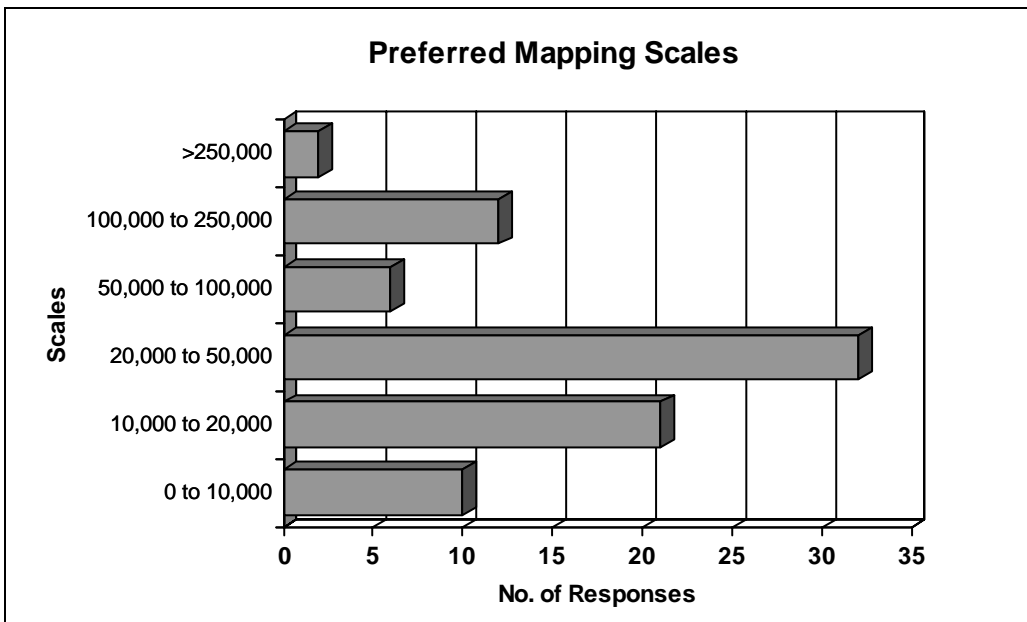 Preferred Mapping Scales
Scales
>250,000
100,000 to 250,000
50,000 to 100,000
20,000 to 50,000
10,000 to 20,000
0 to 10,000
0 5 10 15 20 25 30 35
No. of Responses